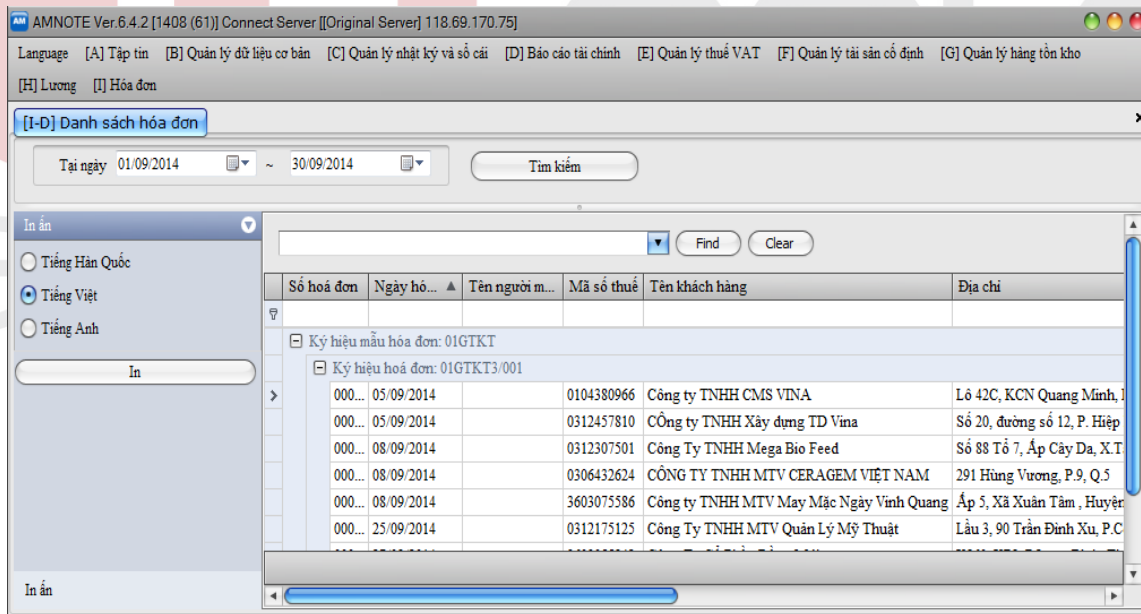 AMNOTE Ver.6.4.2 [1408 (61)] Connect Server [[Original Server] 118.69.170.75]
Language [A] Tập tin [B] Quản lý dữ liệu cơ bản [C] Quản lý nhật ký và sổ cái [D] Báo cáo tài chính [E] Quản lý thuế VAT [F] Quản lý tài sản cố định [G] Quản lý hàng tồn kho
[H] Lương [I] Hóa đơn
[I-D] Danh sách hóa đơn
Tại ngày 01/09/2014 ~ 30/09/2014 Tìm kiếm
In ấn
Tiếng Hàn Quốc
Tiếng Việt
Tiếng Anh
In
Find Clear
Số hoá đơn Ngày hó... Tên người m... Mã số thuế Tên khách hàng Địa chỉ
Ký hiệu mẫu hóa đơn: 01GTKT
Ký hiệu hoá đơn: 01GTKT3/001
000... 05/09/2014 0104380966 Công ty TNHH CMS VINA Lô 42C, KCN Quang Minh,
000... 05/09/2014 0312457810 CÔng ty TNHH Xây dựng TD Vina Số 20, đường số 12, P. Hiệp
000... 08/09/2014 0312307501 Công Ty TNHH Mega Bio Feed Số 88 Tổ 7, Ấp Cây Da, X.T
000... 08/09/2014 0306432624 CÔNG TY TNHH MTV CERAGEM VIỆT NAM 291 Hùng Vương, P.9, Q.5
000... 08/09/2014 3603075586 Công ty TNHH MTV May Mặc Ngày Vinh Quang Ấp 5, Xã Xuân Tâm , Huyện
000... 25/09/2014 0312175125 Công Ty TNHH MTV Quản Lý Mỹ Thuật Lầu 3, 90 Trần Đình Xu, P.C
In ấn